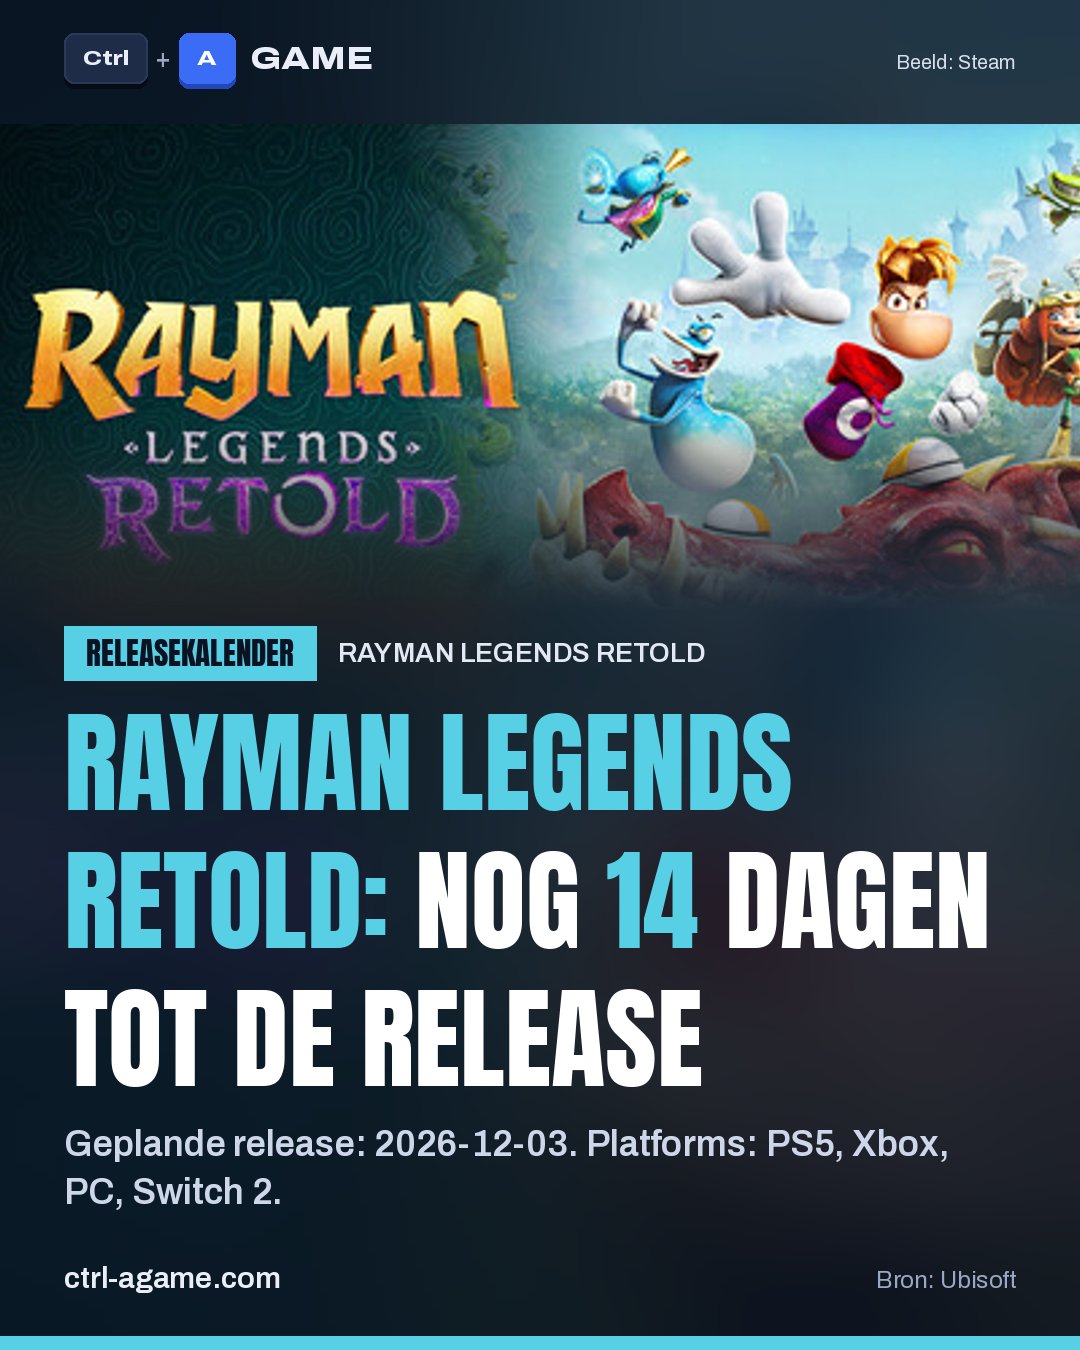 Ctrl + A GAME
Beeld: Steam
RAYMAN
LEGENDS
RETOLD
RELEASEKALENDER
RAYMAN LEGENDS RETOLD
RAYMAN LEGENDS
RETOLD: NOG 14 DAGEN
TOT DE RELEASE
Geplande release: 2026-12-03. Platforms: PS5, Xbox,
PC, Switch 2.
ctrl-agame.com
Bron: Ubisoft